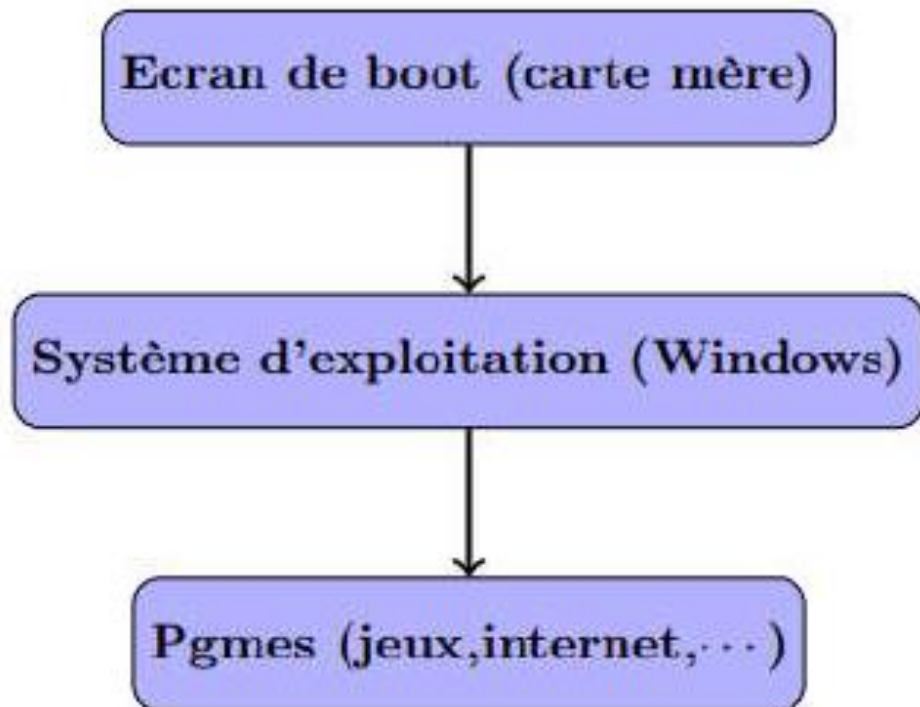 Ecran de boot (carte mère)
Système d'exploitation (Windows)
Pgmes (jeux,internet,⋯)